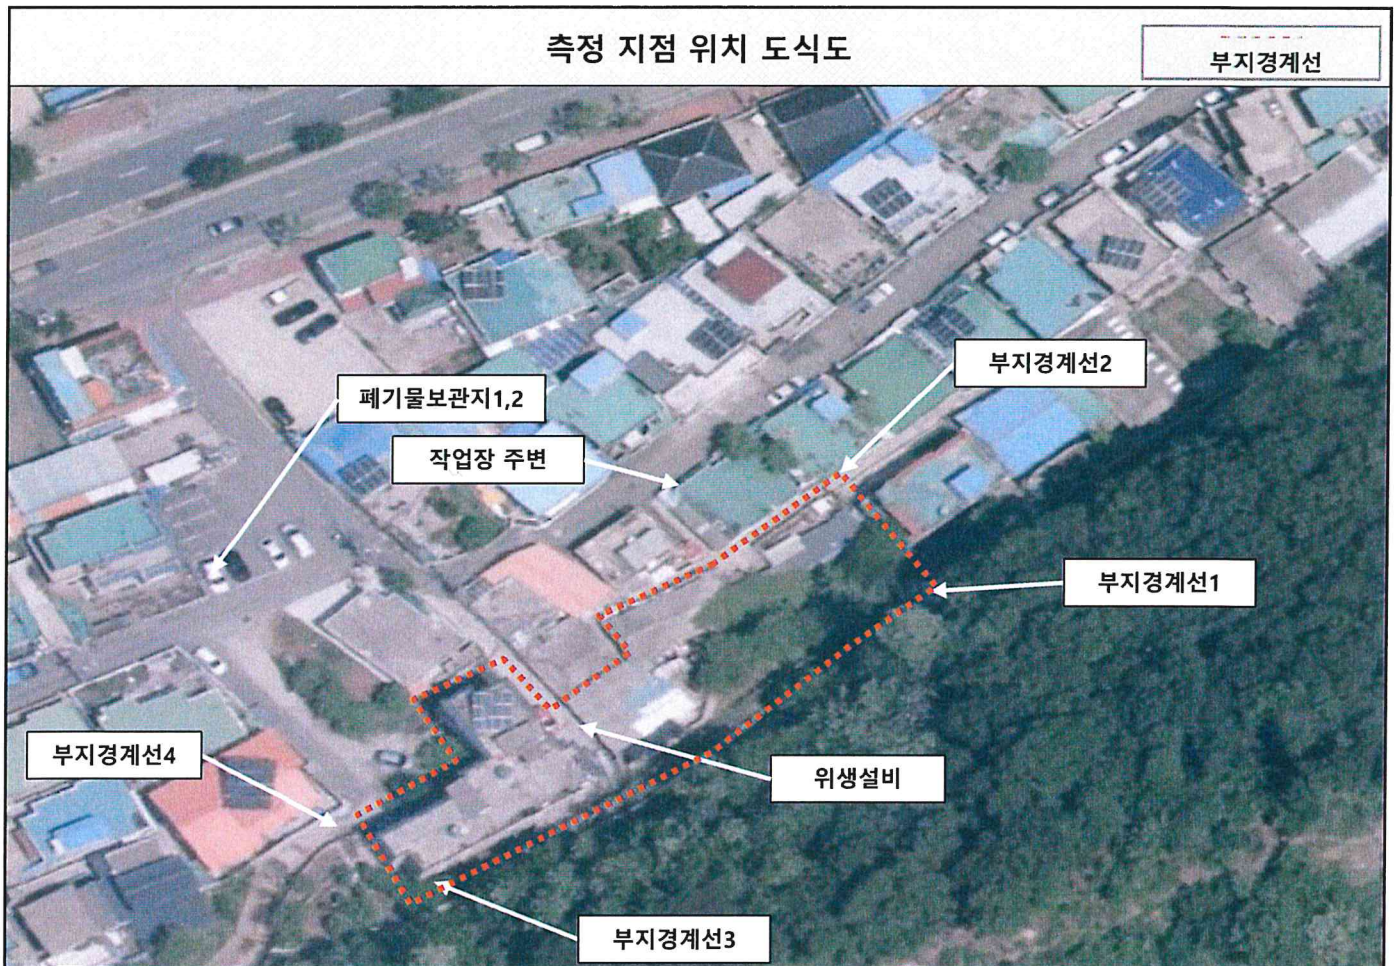 측정 지점 위치 도식도
부지경계선
부지경계선2
폐기물보관지1,2
작업장 주변
부지경계선1
부지경계선4
위생설비
부지경계선3